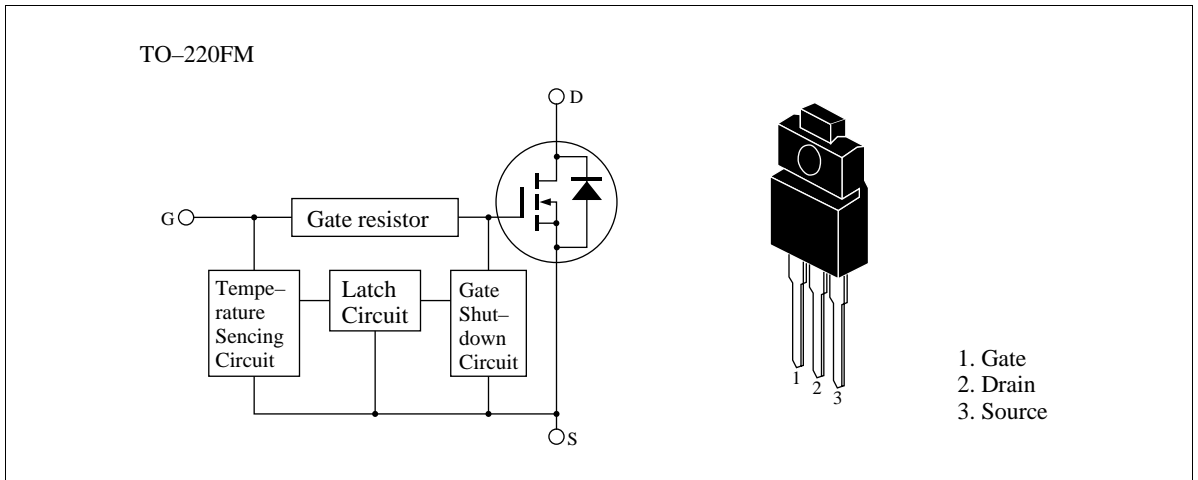 TO–220FM
D
G
Gate resistor
Tempe–
rature
Sencing
Circuit
Latch
Circuit
Gate
Shut–
down
Circuit
S
1
2
3
1. Gate
2. Drain
3. Source